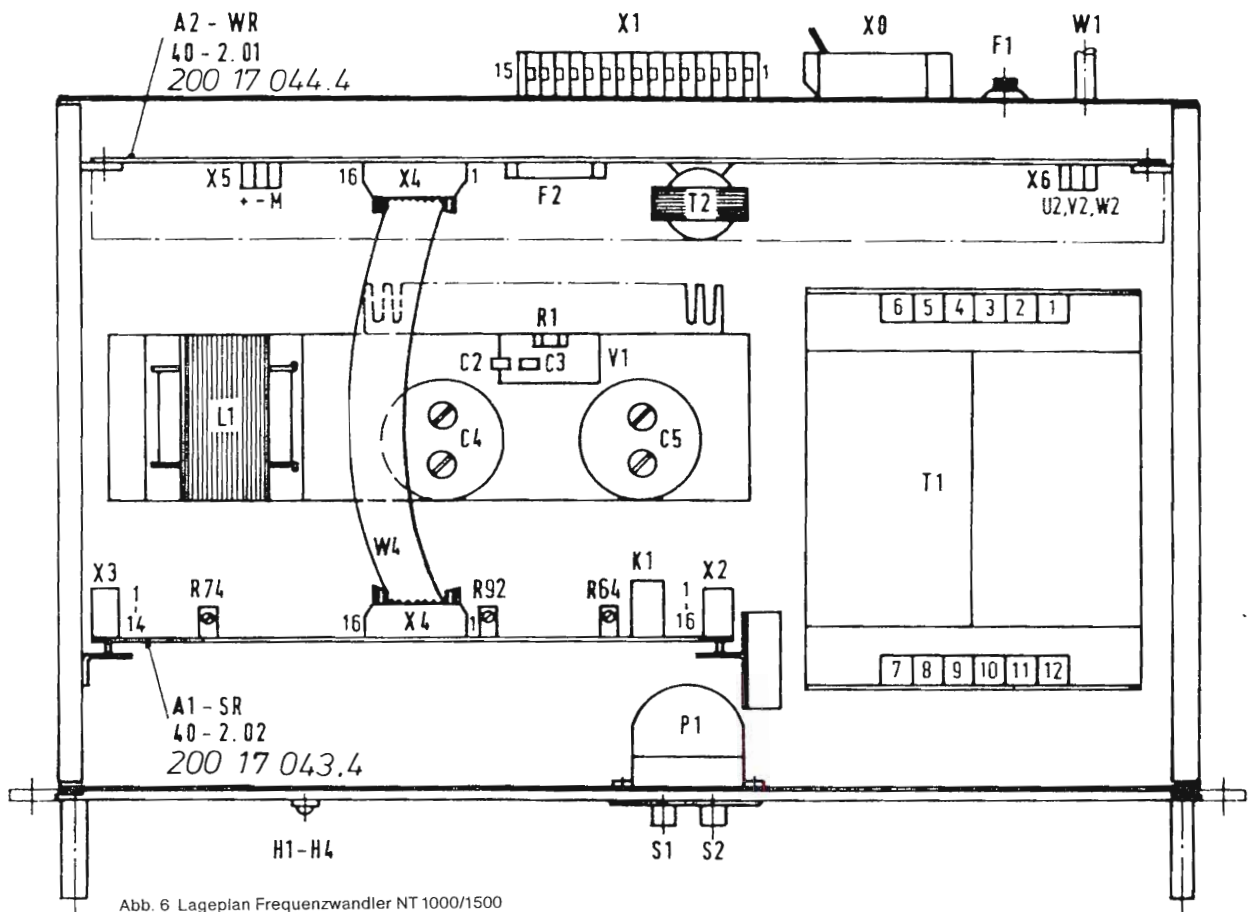 A2 - WR
40 - 2.01
200 17 044.4
X1
X0
F1
W1
15
1
X5
+ - M
16
X4
1
F2
T2
X6
U2,V2,W2
6 5 4 3 2 1
R1
C2
C3
V1
L1
C4
C5
T1
W4
X3
1
-
14
R74
16
X4
1
R92
R64
K1
1
-
16
X2
7 8 9 10 11 12
A1 - SR
40 - 2.02
200 17 043.4
P1
H1-H4
S1
S2
Abb. 6 Lageplan Frequenzwandler NT 1000/1500